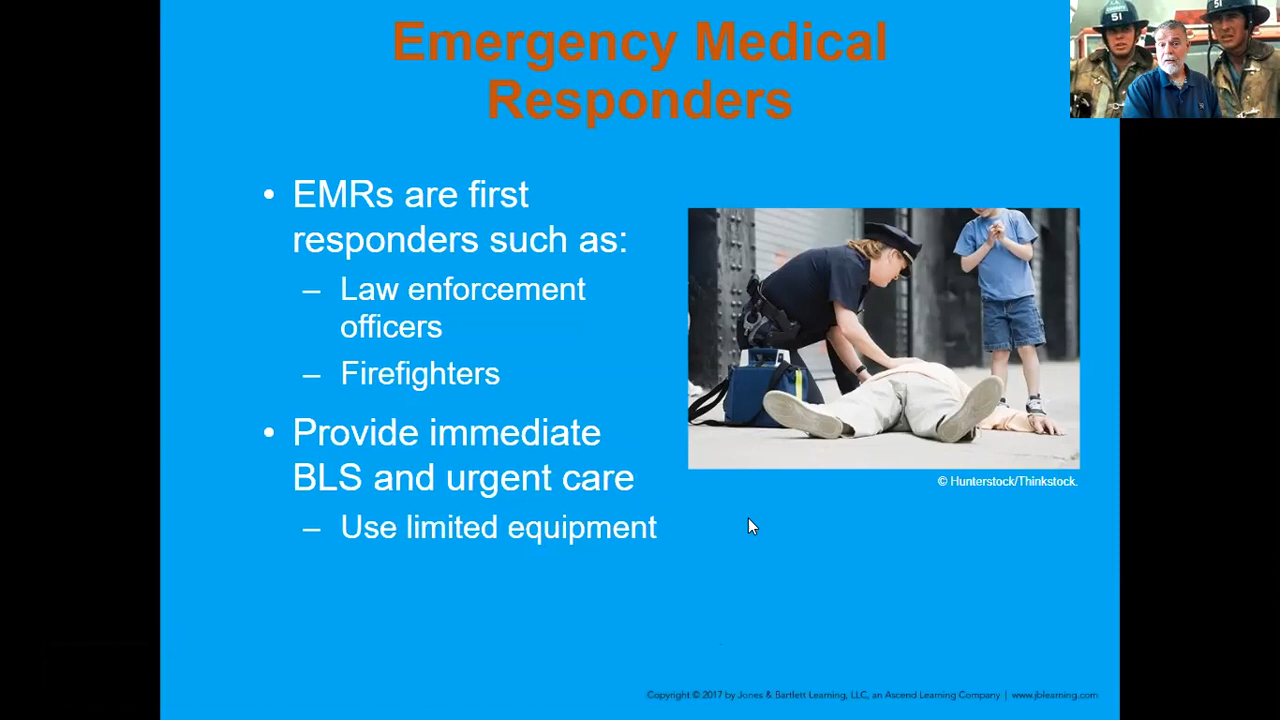 Emergency Medical
Responders
51
51
• EMRs are first
responders such as:
– Law enforcement
officers
– Firefighters
• Provide immediate
BLS and urgent care
– Use limited equipment
© Hunterstock/Thinkstock.
Copyright © 2017 by Jones & Bartlett Learning, LLC, an Ascend Learning Company | www.jblearning.com